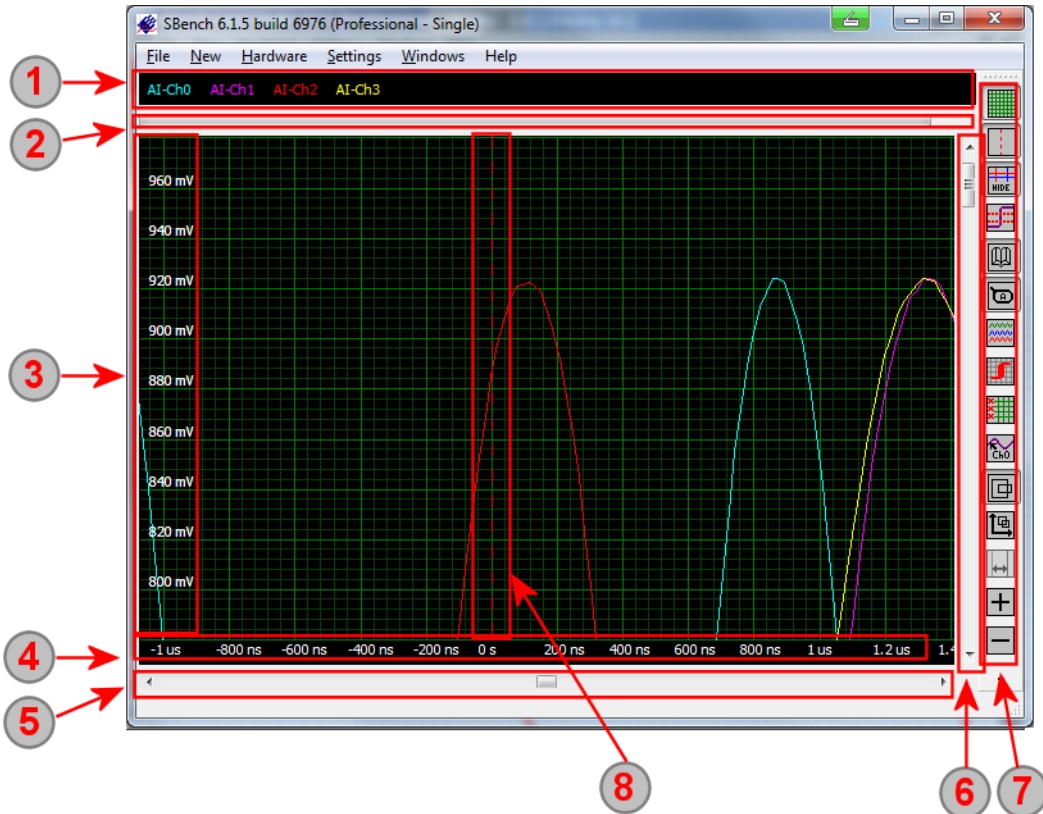 SBench 6.1.5 build 6976 (Professional - Single)
File New Hardware Settings Windows Help
1
AI-Ch0 AI-Ch1 AI-Ch2 AI-Ch3
2
HIDE
960 mV
940 mV
A
920 mV
900 mV
3
880 mV
860 mV
Ch0
840 mV
820 mV
800 mV
4
-1 us -800 ns -600 ns -400 ns -200 ns 0 s 200 ns 400 ns 600 ns 800 ns 1 us 1.2 us 1.4
5
8
6
7